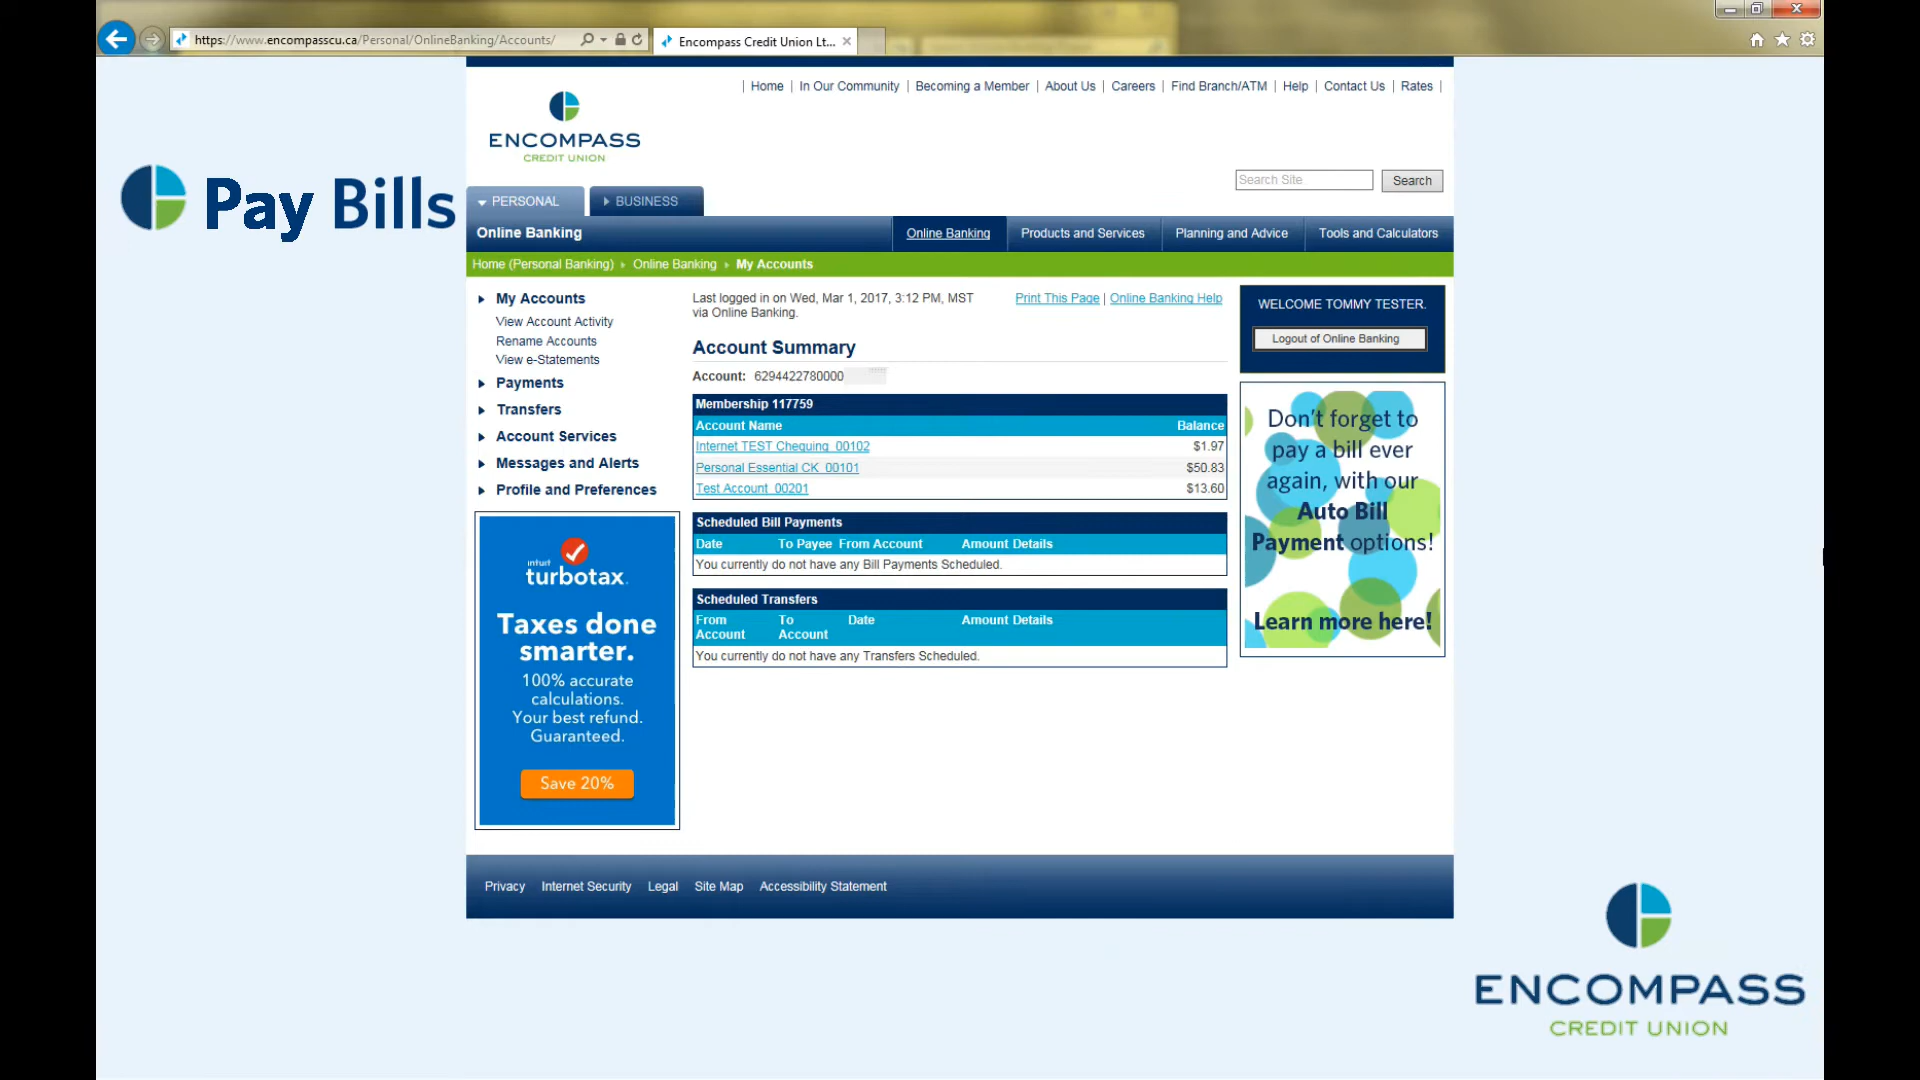 https://www.encompasscu.ca/Personal/OnlineBanking/Accounts/
Encompass Credit Union Lt...
Home | In Our Community | Becoming a Member | About Us | Careers | Find Branch/ATM | Help | Contact Us | Rates |
ENCOMPASS
CREDIT UNION
Pay Bills
Search Site
Search
PERSONAL
BUSINESS
Online Banking
Online Banking
Products and Services
Planning and Advice
Tools and Calculators
Home (Personal Banking)
Online Banking
My Accounts
My Accounts
View Account Activity
Rename Accounts
View e-Statements
Payments
Transfers
Account Services
Messages and Alerts
Profile and Preferences
intuit
turbotax
Taxes done
smarter.
100% accurate
calculations.
Your best refund.
Guaranteed.
Save 20%
Last logged in on Wed, Mar 1, 2017, 3:12 PM, MST
via Online Banking.
Print This Page | Online Banking Help
Account Summary
Account: 6294422780000
Membership 117759
Account Name Balance
Internet TEST Chequing 00102 $1.97
Personal Essential CK 00101 $50.83
Test Account 00201 $13.60
Scheduled Bill Payments
Date To Payee From Account Amount Details
You currently do not have any Bill Payments Scheduled.
Scheduled Transfers
From Account To Account Date Amount Details
You currently do not have any Transfers Scheduled.
WELCOME TOMMY TESTER.
Logout of Online Banking
Don't forget to
pay a bill ever
again, with our
Auto Bill
Payment options!
Learn more here!
Privacy Internet Security Legal Site Map Accessibility Statement
ENCOMPASS
CREDIT UNION